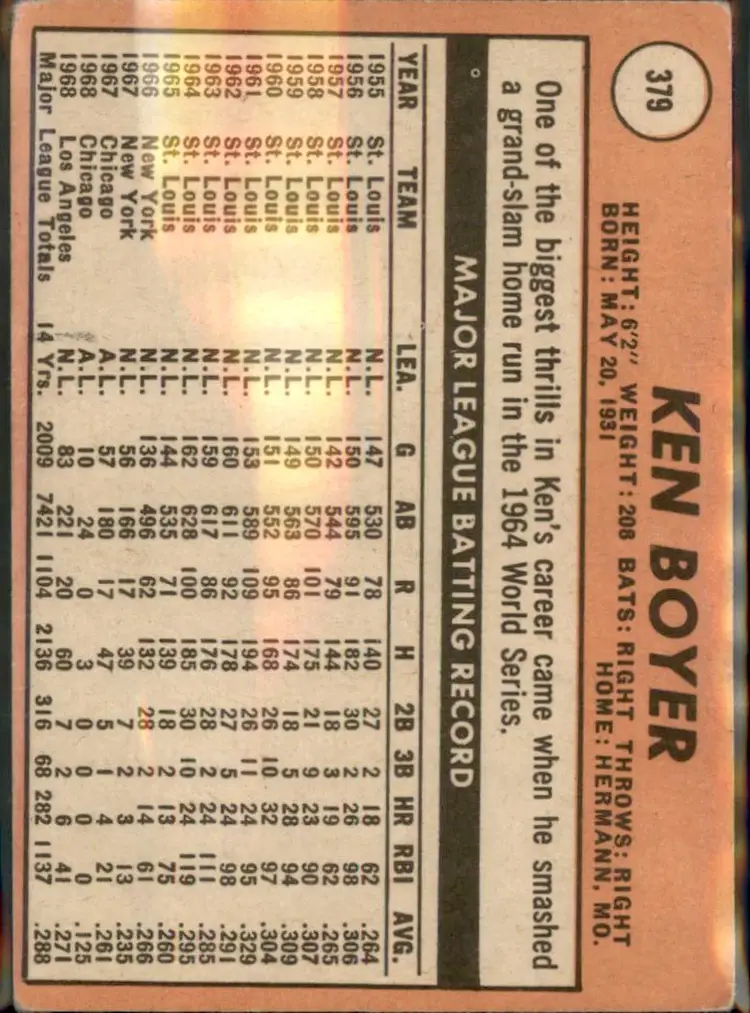 379
KEN BOYER
HEIGHT: 6'2" WEIGHT: 208 BATS: RIGHT THROWS: RIGHT
BORN: MAY 20, 1931 HOME: HERMANN, MO.
One of the biggest thrills in Ken's career came when he smashed
a grand-slam home run in the 1964 World Series.
MAJOR LEAGUE BATTING RECORD
YEAR TEAM LEA. G AB R H 2B 3B HR RBI AVG.
1955 St. Louis N.L. 147 530 78 140 27 2 18 62 .264
1956 St. Louis N.L. 150 595 91 182 30 2 26 98 .306
1957 St. Louis N.L. 142 544 79 144 18 3 19 62 .265
1958 St. Louis N.L. 150 570 101 175 21 9 23 90 .307
1959 St. Louis N.L. 149 563 86 174 18 5 28 94 .309
1960 St. Louis N.L. 151 552 95 168 26 10 32 97 .304
1961 St. Louis N.L. 153 589 109 194 26 11 24 95 .329
1962 St. Louis N.L. 160 611 92 178 27 5 24 98 .291
1963 St. Louis N.L. 159 617 86 176 28 2 24 111 .285
1964 St. Louis N.L. 162 628 100 185 30 10 24 119 .295
1965 St. Louis N.L. 144 535 71 139 18 2 13 75 .260
1966 New York N.L. 136 496 62 132 28 2 14 61 .266
1967 New York N.L. 56 166 17 39 7 2 3 13 .235
1967 Chicago A.L. 57 180 17 47 5 1 4 21 .261
1968 Chicago A.L. 10 24 0 3 0 0 0 0 .125
1968 Los Angeles N.L. 83 221 20 60 7 2 6 41 .271
Major League Totals 14 Yrs. 2009 7421 1104 2136 316 68 282 1137 .288